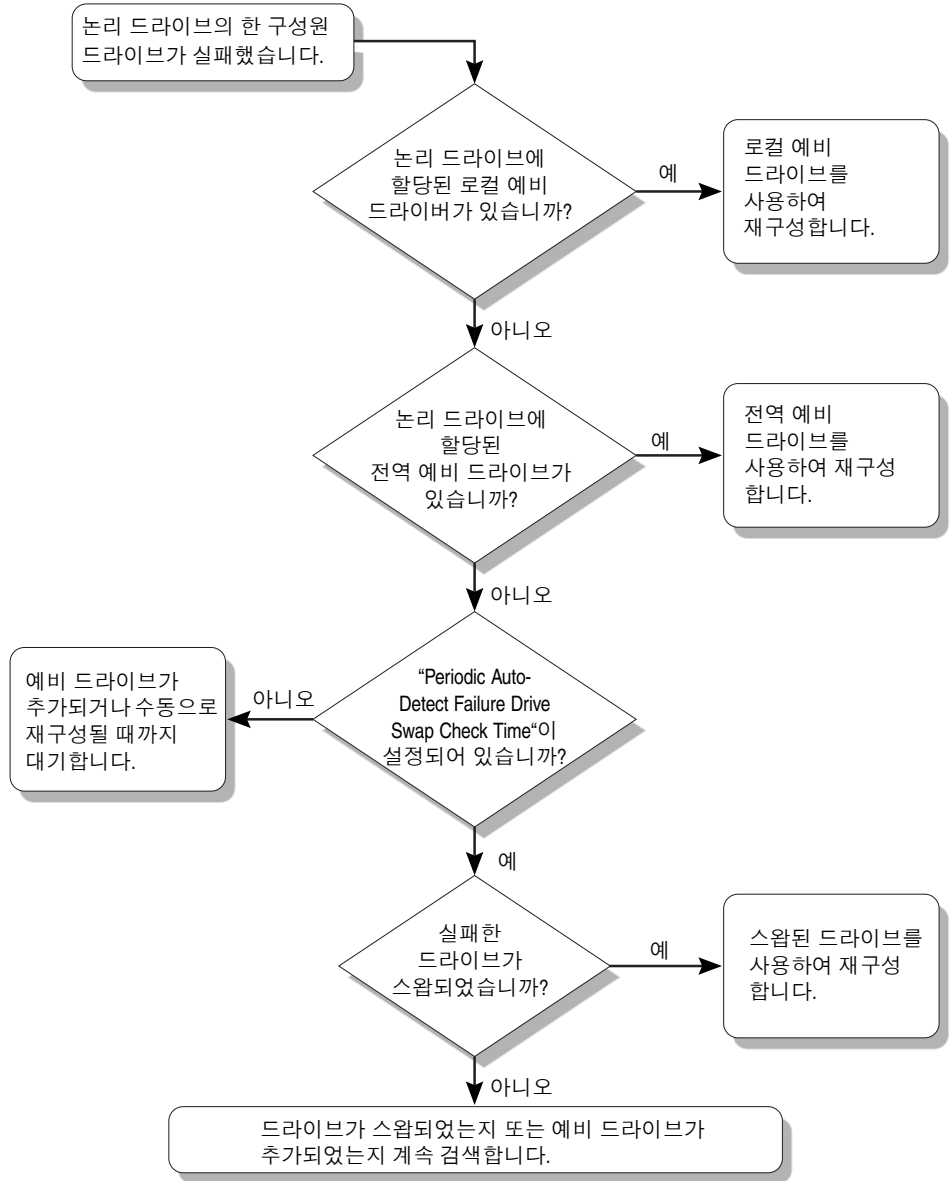 논리 드라이브의 한 구성원
드라이브가 실패했습니다.
논리 드라이브에
할당된 로컬 예비
드라이버가 있습니까?
예
로컬 예비
드라이브를
사용하여
재구성합니다.
아니오
논리 드라이브에
할당된
전역 예비 드라이브가
있습니까?
예
전역 예비
드라이브를
사용하여 재구성
합니다.
아니오
“Periodic Auto-
Detect Failure Drive
Swap Check Time“이
설정되어 있습니까?
아니오
예비 드라이브가
추가되거나 수동으로
재구성될 때까지
대기합니다.
예
실패한
드라이브가
스왑되었습니까?
예
스왑된 드라이브를
사용하여 재구성
합니다.
아니오
드라이브가 스왑되었는지 또는 예비 드라이브가
추가되었는지 계속 검색합니다.